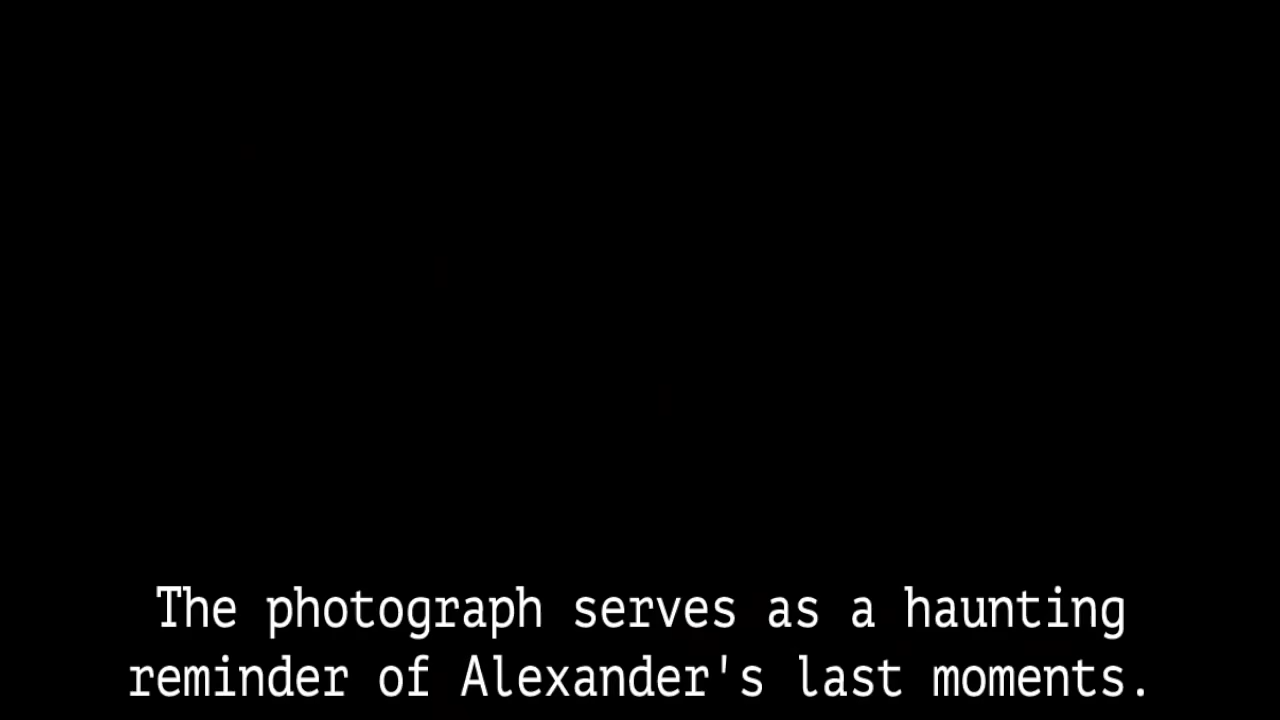 The photograph serves as a haunting
reminder of Alexander's last moments.